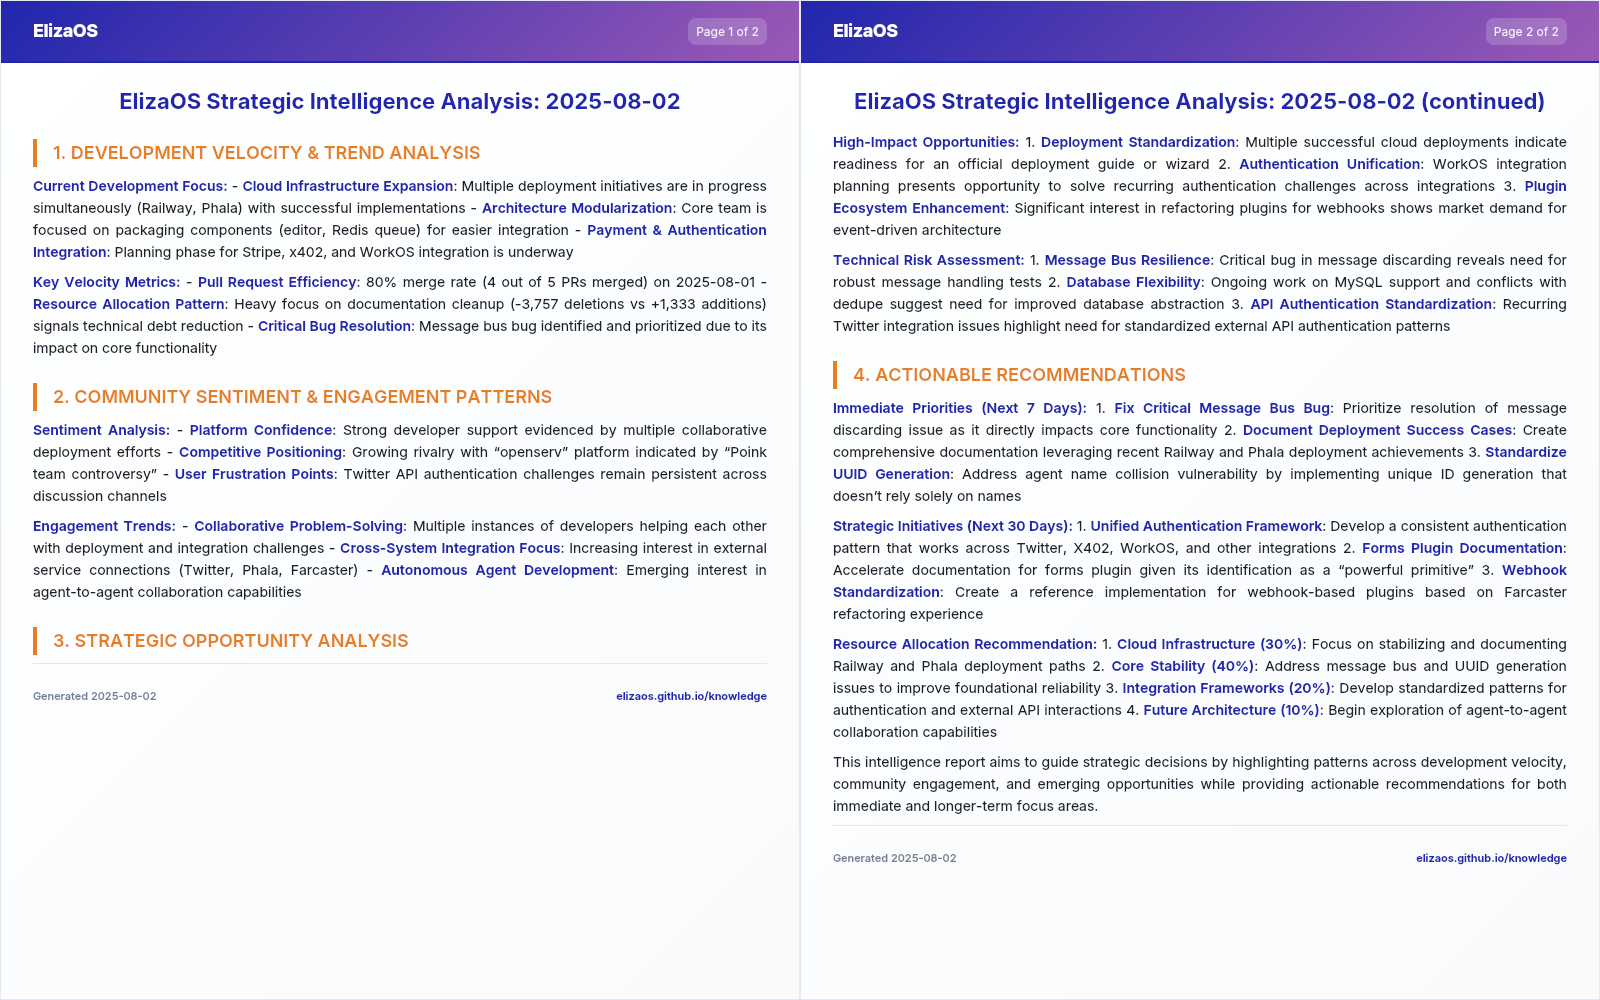 ElizaOS
Page 1 of 2
ElizaOS Strategic Intelligence Analysis: 2025-08-02
1. DEVELOPMENT VELOCITY & TREND ANALYSIS
Current Development Focus: - Cloud Infrastructure Expansion: Multiple deployment initiatives are in progress
simultaneously (Railway, Phala) with successful implementations - Architecture Modularization: Core team is
focused on packaging components (editor, Redis queue) for easier integration - Payment & Authentication
Integration: Planning phase for Stripe, x402, and WorkOS integration is underway
Key Velocity Metrics: - Pull Request Efficiency: 80% merge rate (4 out of 5 PRs merged) on 2025-08-01 -
Resource Allocation Pattern: Heavy focus on documentation cleanup (-3,757 deletions vs +1,333 additions)
signals technical debt reduction - Critical Bug Resolution: Message bus bug identified and prioritized due to its
impact on core functionality
2. COMMUNITY SENTIMENT & ENGAGEMENT PATTERNS
Sentiment Analysis: - Platform Confidence: Strong developer support evidenced by multiple collaborative
deployment efforts - Competitive Positioning: Growing rivalry with “openserv” platform indicated by “Poink
team controversy” - User Frustration Points: Twitter API authentication challenges remain persistent across
discussion channels
Engagement Trends: - Collaborative Problem-Solving: Multiple instances of developers helping each other
with deployment and integration challenges - Cross-System Integration Focus: Increasing interest in external
service connections (Twitter, Phala, Farcaster) - Autonomous Agent Development: Emerging interest in
agent-to-agent collaboration capabilities
3. STRATEGIC OPPORTUNITY ANALYSIS
Generated 2025-08-02
elizaos.github.io/knowledge
ElizaOS
Page 2 of 2
ElizaOS Strategic Intelligence Analysis: 2025-08-02 (continued)
High-Impact Opportunities: 1. Deployment Standardization: Multiple successful cloud deployments indicate
readiness for an official deployment guide or wizard 2. Authentication Unification: WorkOS integration
planning presents opportunity to solve recurring authentication challenges across integrations 3. Plugin
Ecosystem Enhancement: Significant interest in refactoring plugins for webhooks shows market demand for
event-driven architecture
Technical Risk Assessment: 1. Message Bus Resilience: Critical bug in message discarding reveals need for
robust message handling tests 2. Database Flexibility: Ongoing work on MySQL support and conflicts with
dedupe suggest need for improved database abstraction 3. API Authentication Standardization: Recurring
Twitter integration issues highlight need for standardized external API authentication patterns
4. ACTIONABLE RECOMMENDATIONS
Immediate Priorities (Next 7 Days): 1. Fix Critical Message Bus Bug: Prioritize resolution of message
discarding issue as it directly impacts core functionality 2. Document Deployment Success Cases: Create
comprehensive documentation leveraging recent Railway and Phala deployment achievements 3. Standardize
UUID Generation: Address agent name collision vulnerability by implementing unique ID generation that
doesn’t rely solely on names
Strategic Initiatives (Next 30 Days): 1. Unified Authentication Framework: Develop a consistent authentication
pattern that works across Twitter, X402, WorkOS, and other integrations 2. Forms Plugin Documentation:
Accelerate documentation for forms plugin given its identification as a “powerful primitive” 3. Webhook
Standardization: Create a reference implementation for webhook-based plugins based on Farcaster
refactoring experience
Resource Allocation Recommendation: 1. Cloud Infrastructure (30%): Focus on stabilizing and documenting
Railway and Phala deployment paths 2. Core Stability (40%): Address message bus and UUID generation
issues to improve foundational reliability 3. Integration Frameworks (20%): Develop standardized patterns for
authentication and external API interactions 4. Future Architecture (10%): Begin exploration of agent-to-agent
collaboration capabilities
This intelligence report aims to guide strategic decisions by highlighting patterns across development velocity,
community engagement, and emerging opportunities while providing actionable recommendations for both
immediate and longer-term focus areas.
Generated 2025-08-02
elizaos.github.io/knowledge